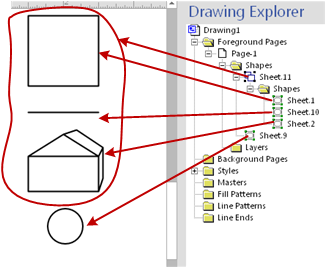 Drawing Explorer
Drawing1
Foreground Pages
Page-1
Shapes
Sheet.11
Shapes
Sheet.1
Sheet.10
Sheet.2
Sheet.9
Layers
Background Pages
Styles
Masters
Fill Patterns
Line Patterns
Line Ends